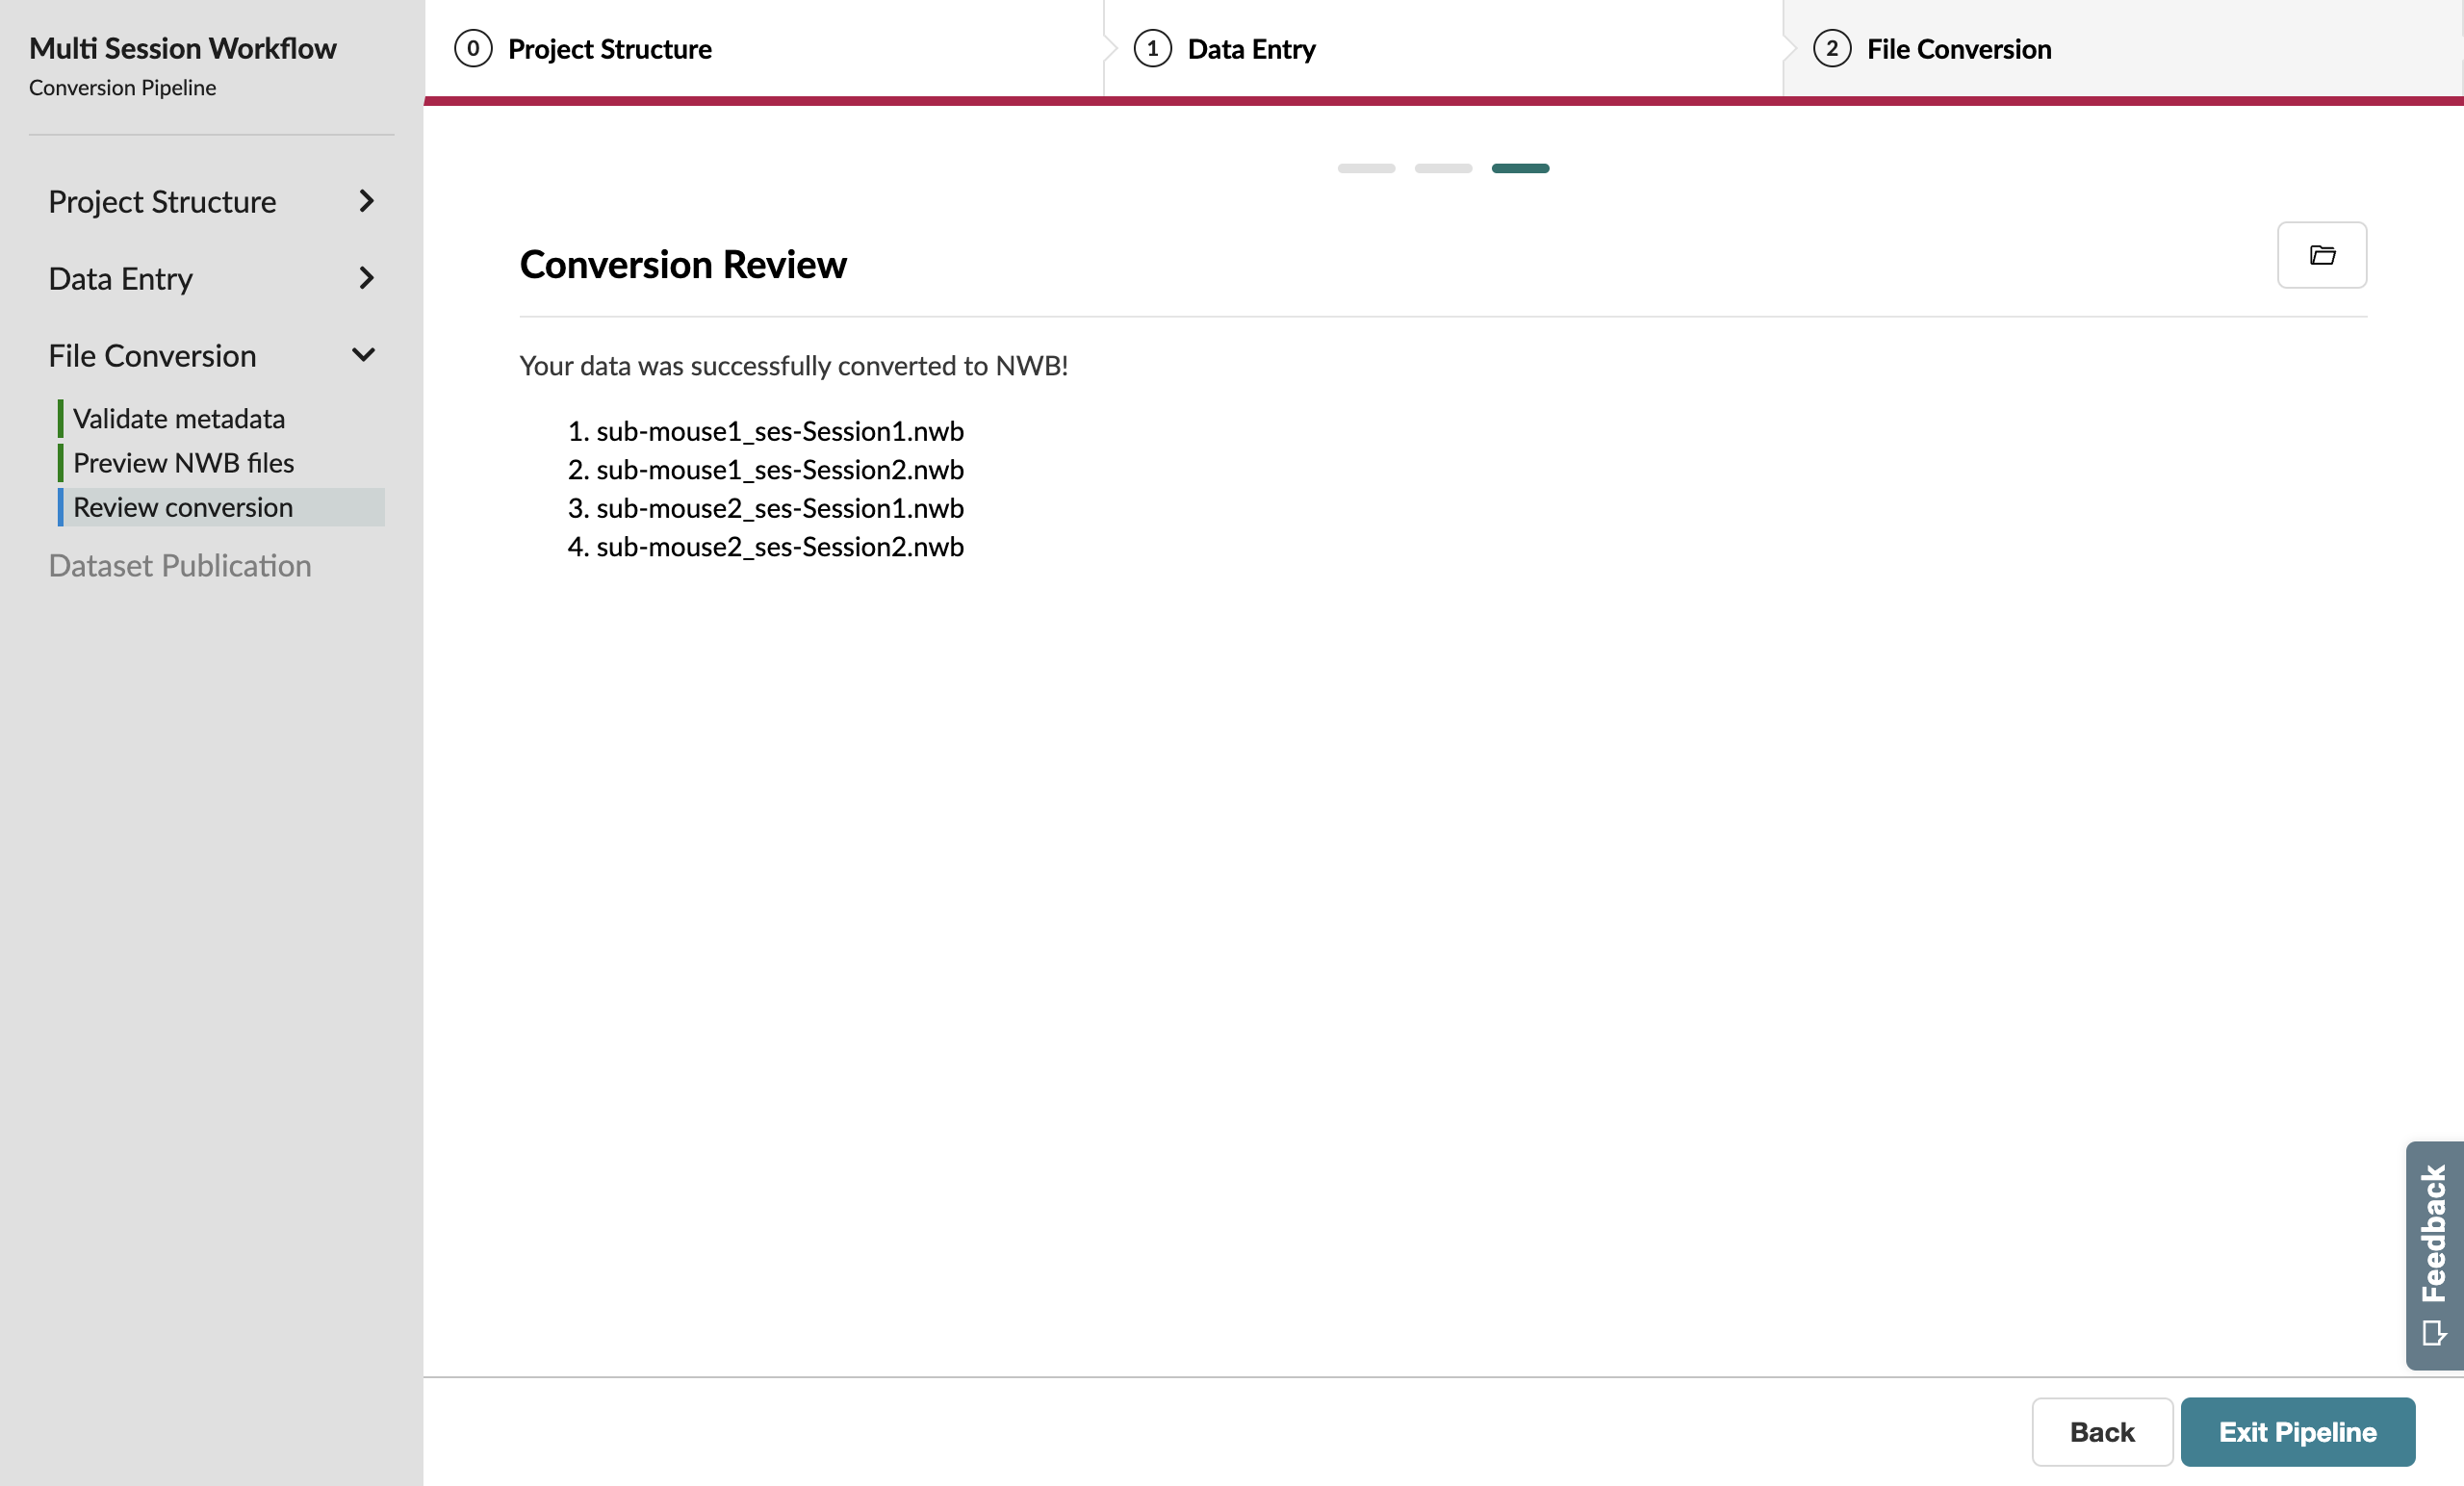 Multi Session Workflow
Conversion Pipeline
Project Structure
Data Entry
File Conversion
Validate metadata
Preview NWB files
Review conversion
Dataset Publication
0 Project Structure
1 Data Entry
2 File Conversion
Conversion Review
Your data was successfully converted to NWB!
1. sub-mouse1_ses-Session1.nwb
2. sub-mouse1_ses-Session2.nwb
3. sub-mouse2_ses-Session1.nwb
4. sub-mouse2_ses-Session2.nwb
Feedback
Back
Exit Pipeline